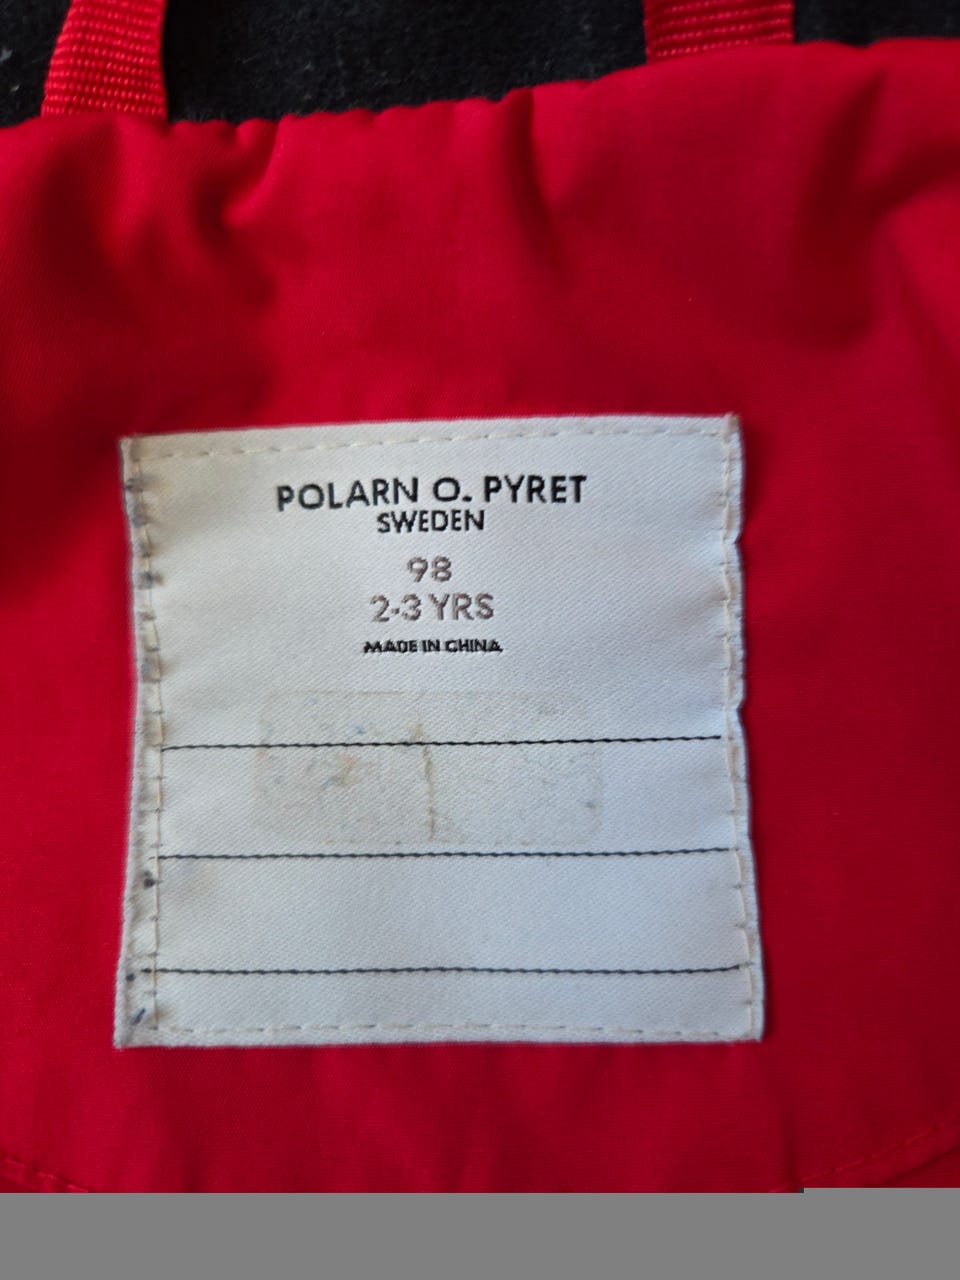 POLARN O. PYRET
SWEDEN
98
2-3 YRS
MADE IN CHINA